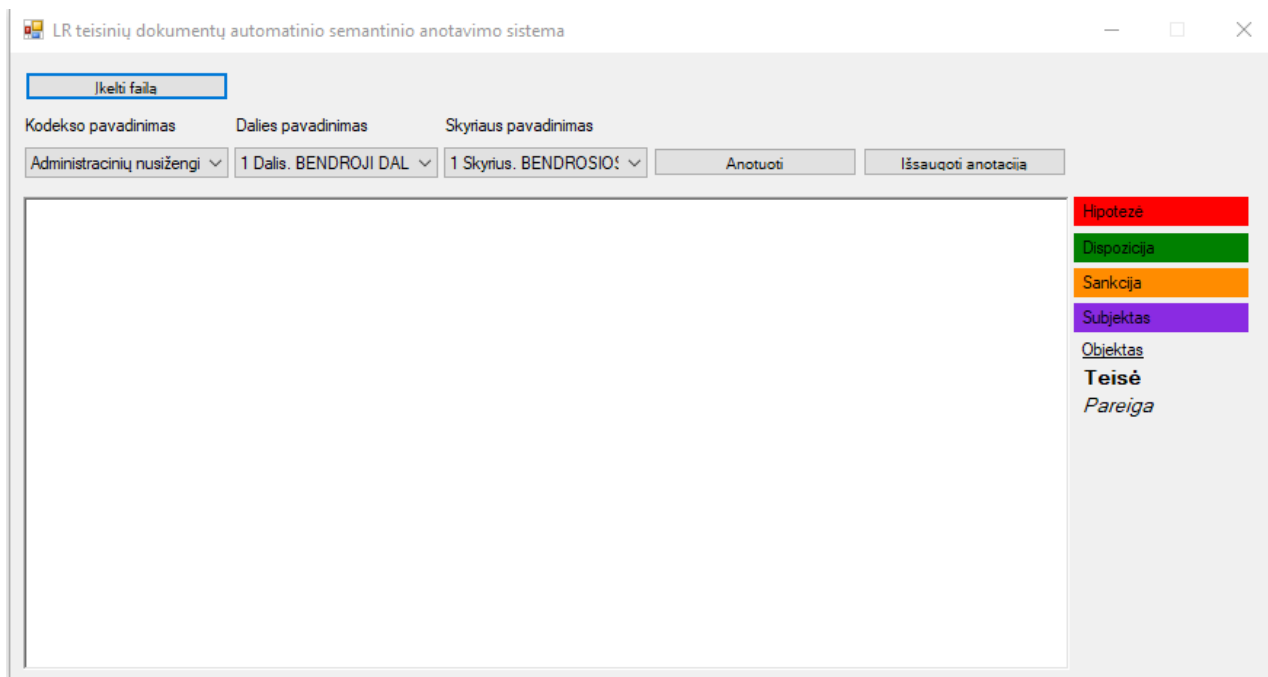 LR teisinių dokumentų automatinio semantinio anotavimo sistema
Įkelti failą
Kodekso pavadinimas Dalies pavadinimas Skyriaus pavadinimas
Administracinių nusižengi 1 Dalis. BENDROJI DAL 1 Skyrius. BENDROSIOS Anotuoti Išsaugoti anotaciją
Hipotezė
Dispozicija
Sankcija
Subjektas
Objektas
Teisė
Pareiga